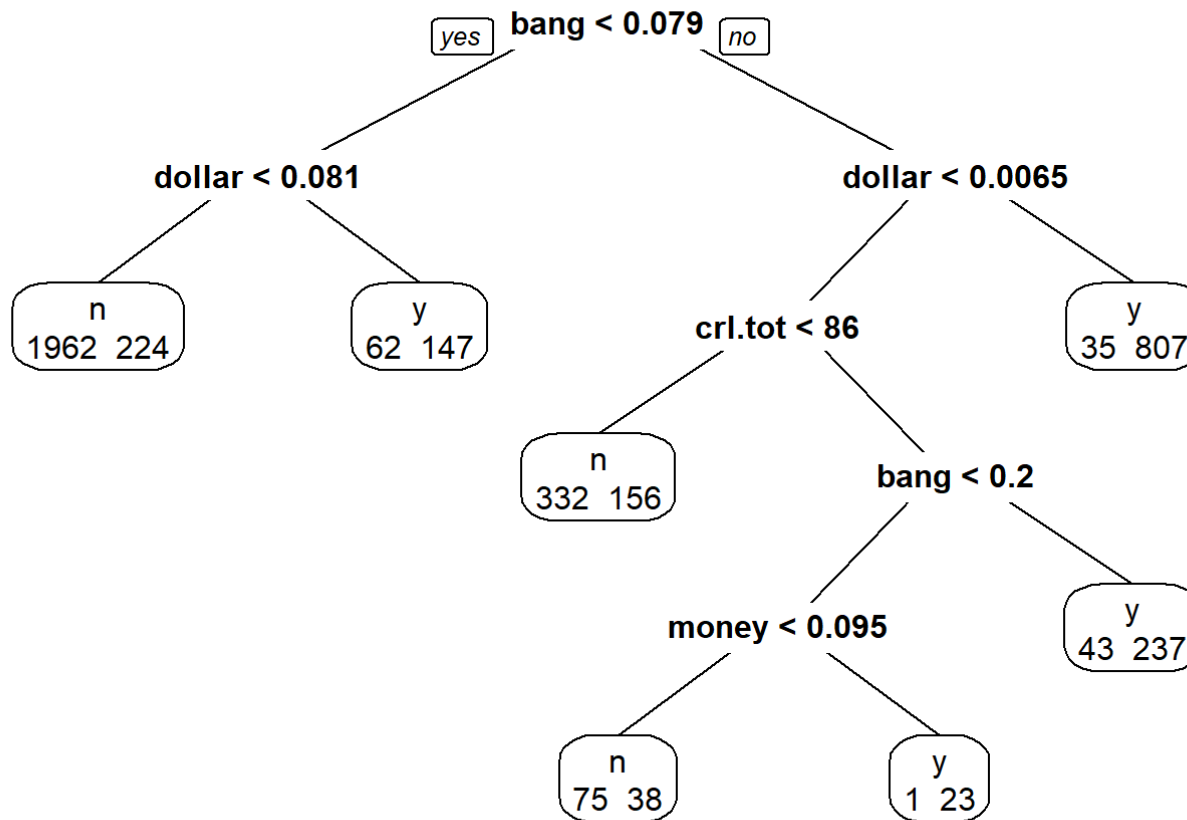 yes bang < 0.079 no
dollar < 0.081
dollar < 0.0065
n
1962 224
y
62 147
crl.tot < 86
y
35 807
n
332 156
bang < 0.2
money < 0.095
y
43 237
n
75 38
y
1 23